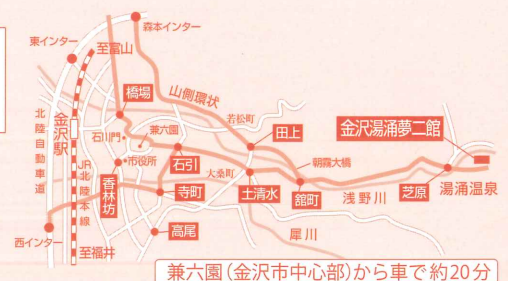 森本インター
東インター
至富山
山側環状
橋場
若松町
石川門
兼六園
田上
金沢湯涌夢二館
北陸自動車道
金沢駅
JR北陸本線
市役所
石引
朝霧大橋
香林坊
大桑町
土清水
舘町
芝原
湯涌温泉
浅野川
寺町
高尾
犀川
西インター
至福井
兼六園(金沢市中心部)から車で約20分